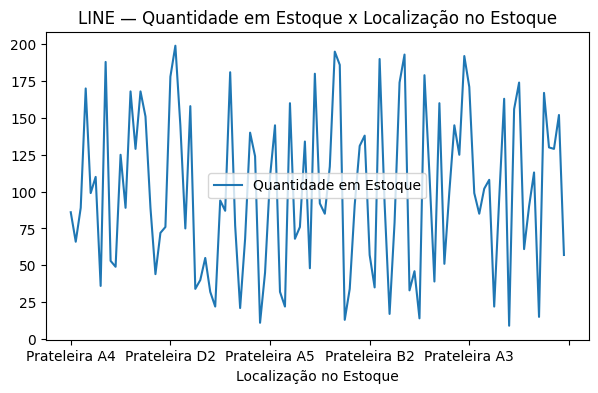 LINE — Quantidade em Estoque x Localização no Estoque
200
175
150
125
100
75
50
25
0
Quantidade em Estoque
Prateleira A4 Prateleira D2 Prateleira A5 Prateleira B2 Prateleira A3
Localização no Estoque